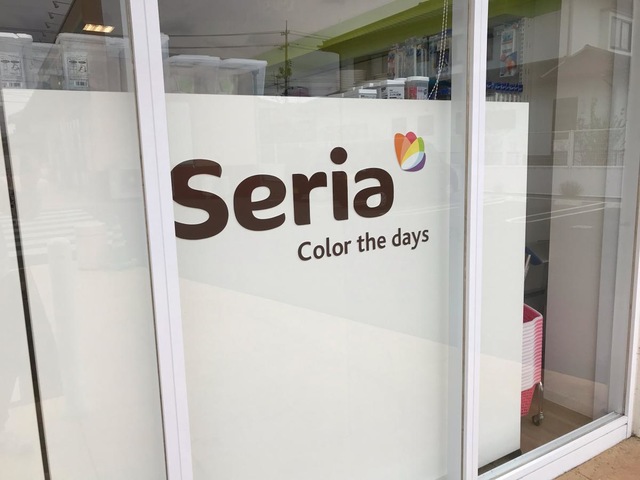 Seria
Color the days